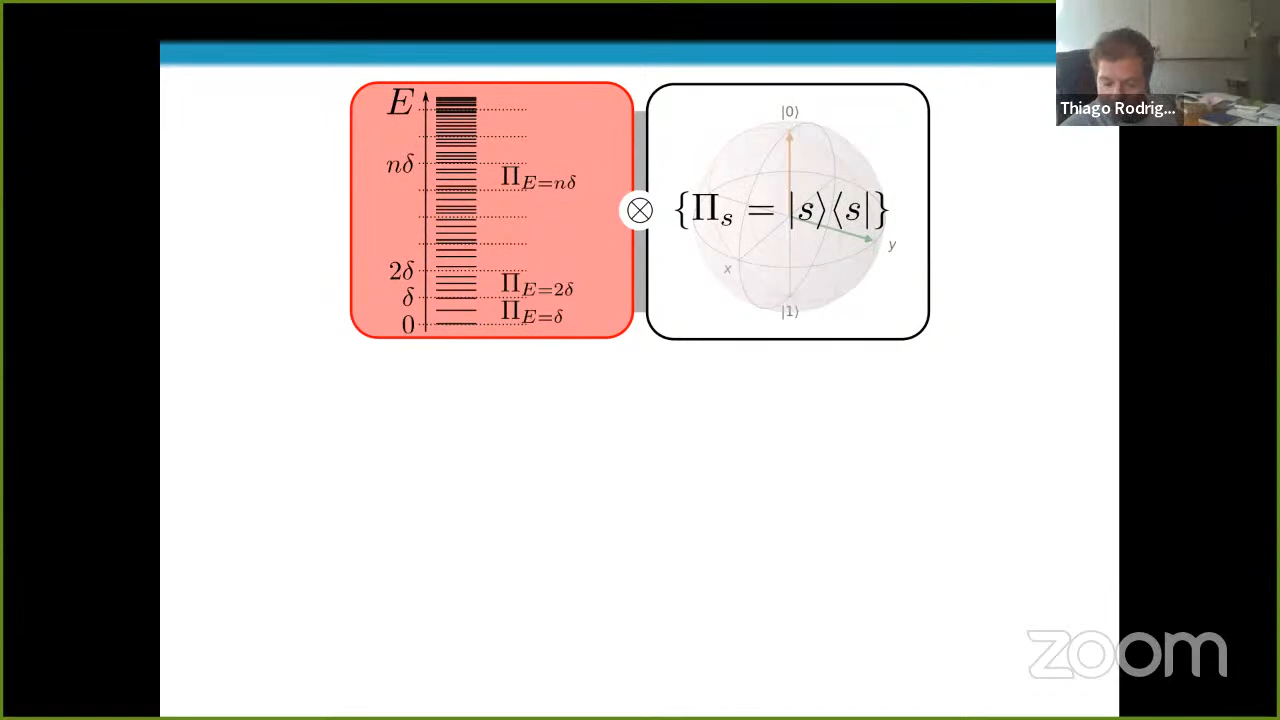 Thiago Rodrig...
E
nδ
Π_{E=nδ}
2δ
Π_{E=2δ}
δ
Π_{E=δ}
0
⊗
|0⟩
{Π_s = |s⟩⟨s|}
y
x
|1⟩
zoom